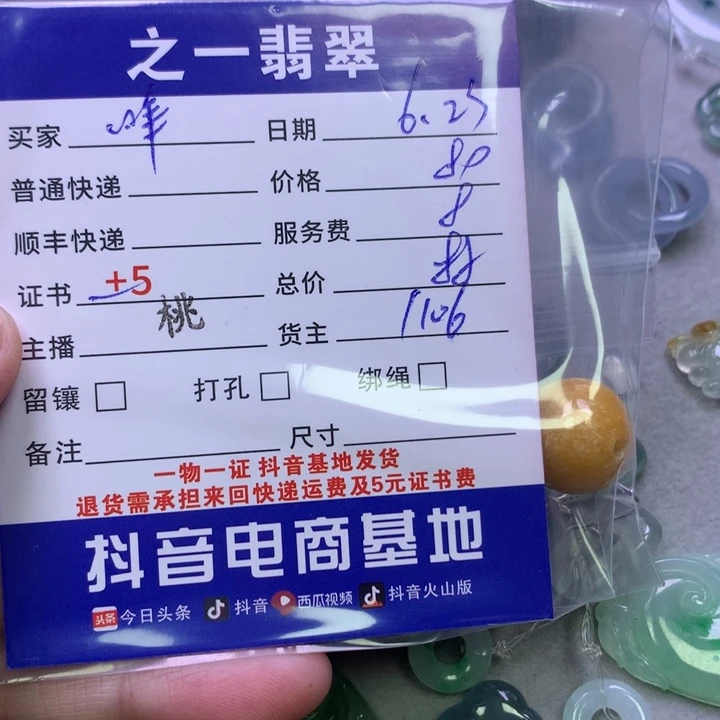 之一翡翠
买家 日期 6.25
普通快递 价格 80
顺丰快递 服务费 8
证书 +5 总价
主播 桃 货主 1106
留镶 打孔 绑绳
备注 尺寸
一物一证 抖音基地发货
退货需承担来回快递运费及5元证书费
抖音电商基地
头条 今日头条 抖音 西瓜视频 抖音火山版